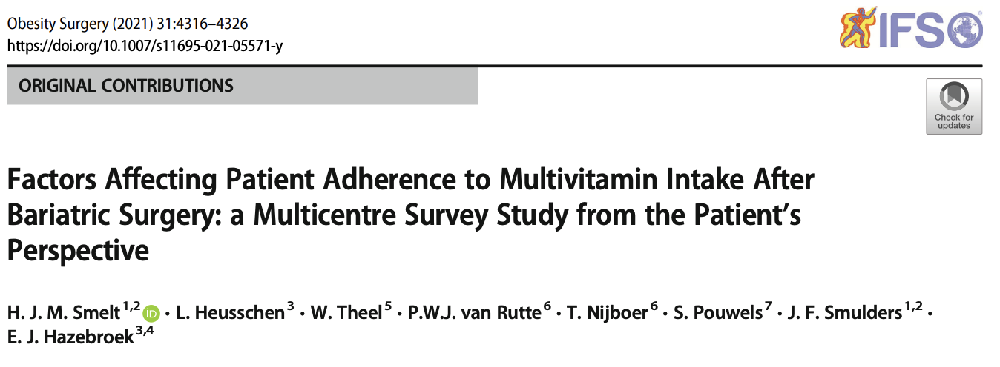 Obesity Surgery (2021) 31:4316–4326
https://doi.org/10.1007/s11695-021-05571-y
IFSO®
ORIGINAL CONTRIBUTIONS
Check for
updates
Factors Affecting Patient Adherence to Multivitamin Intake After
Bariatric Surgery: a Multicentre Survey Study from the Patient’s
Perspective
H. J. M. Smelt 1,2 iD · L. Heusschen 3 · W. Theel 5 · P.W.J. van Rutte 6 · T. Nijboer 6 · S. Pouwels 7 · J. F. Smulders 1,2 ·
E. J. Hazebroek 3,4